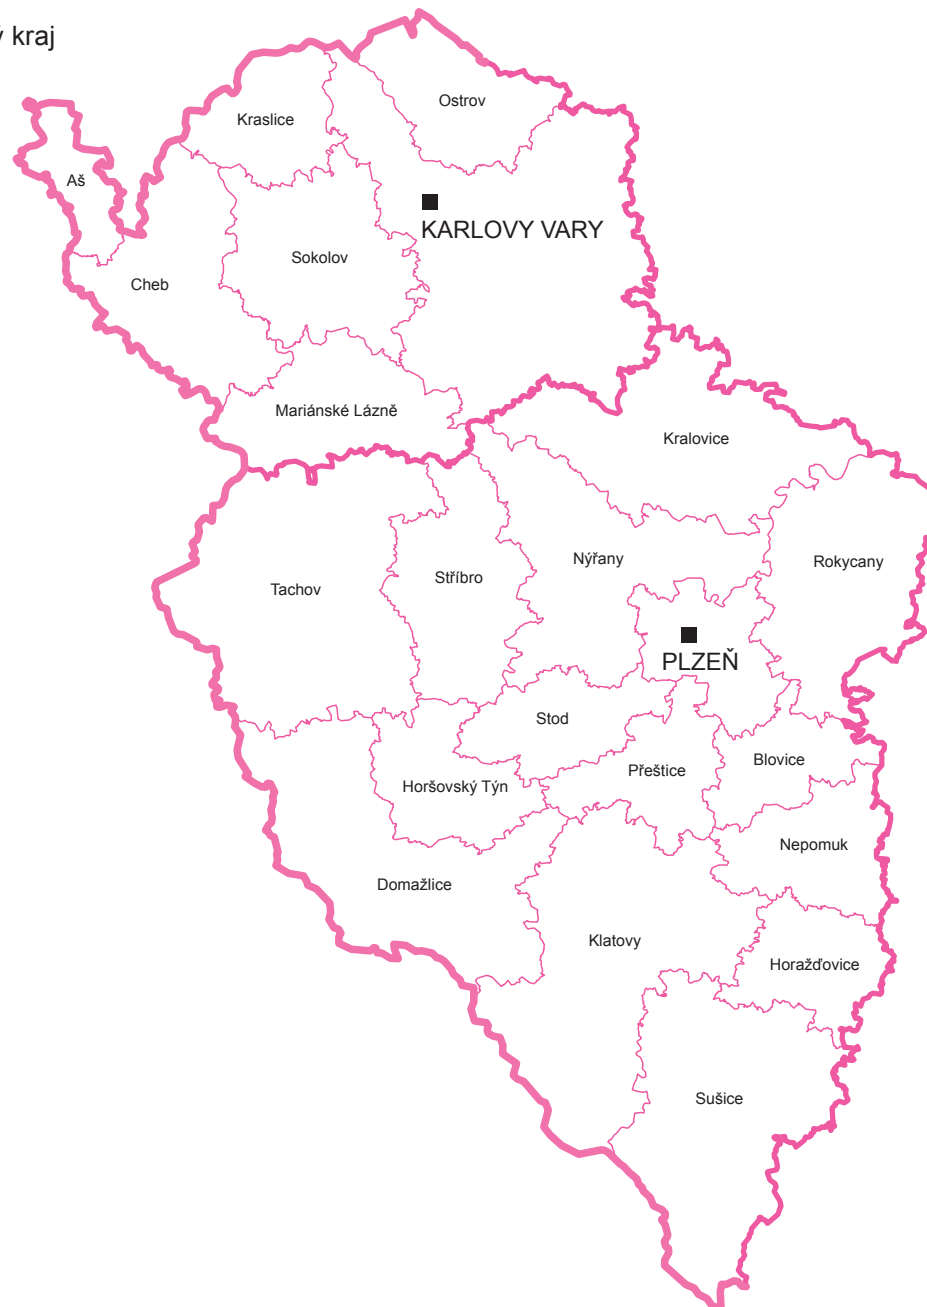 kraj
Ostrov
Kraslice
Aš
KARLOVY VARY
Sokolov
Cheb
Mariánské Lázně
Kralovice
Nýřany
Rokycany
Stříbro
Tachov
PLZEŇ
Stod
Blovice
Přeštice
Horšovský Týn
Nepomuk
Domažlice
Klatovy
Horažďovice
Sušice